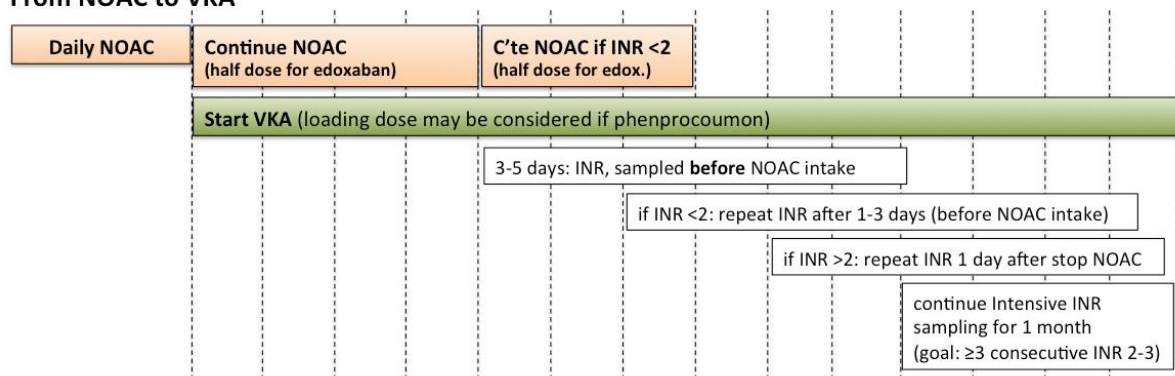 From NOAC to VKA
Daily NOAC
Continue NOAC
(half dose for edoxaban)
C'te NOAC if INR <2
(half dose for edox.)
Start VKA (loading dose may be considered if phenprocoumon)
3-5 days: INR, sampled before NOAC intake
if INR <2: repeat INR after 1-3 days (before NOAC intake)
if INR >2: repeat INR 1 day after stop NOAC
continue Intensive INR
sampling for 1 month
(goal: ≥3 consecutive INR 2-3)